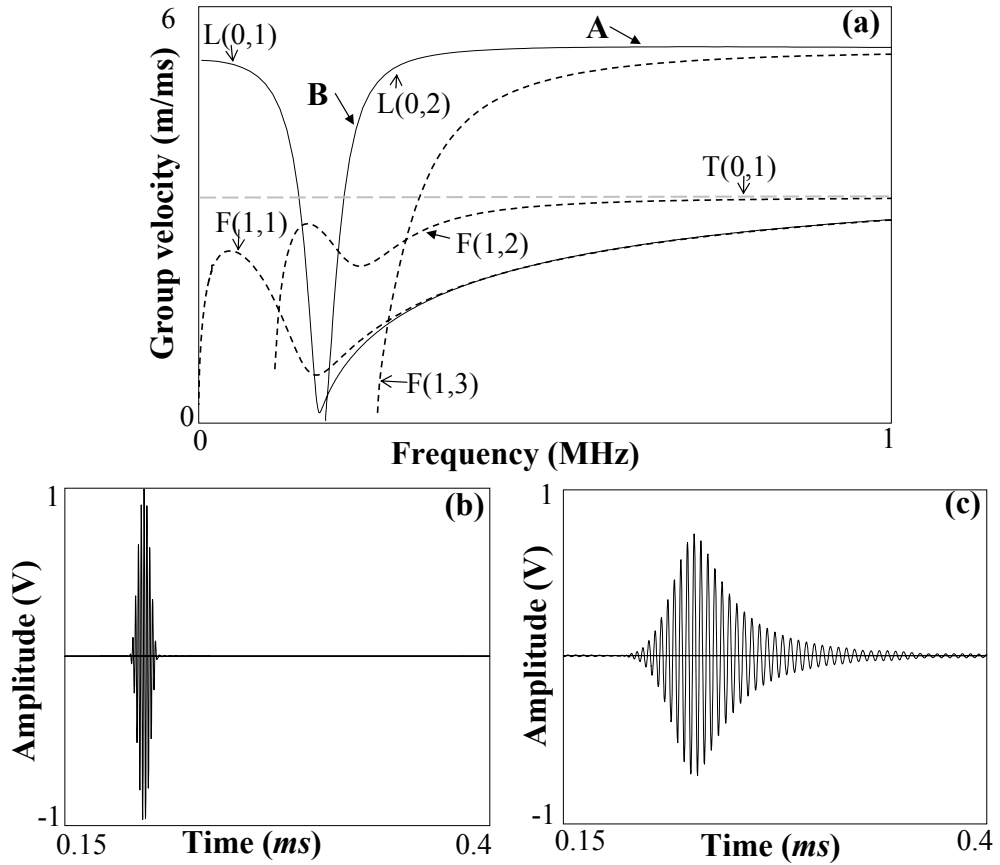 6
(a)
L(0,1)
A
B
L(0,2)
T(0,1)
F(1,1)
F(1,2)
F(1,3)
Group velocity (m/ms)
0
0
1
Frequency (MHz)
1
(b)
Amplitude (V)
-1
0.15
0.4
Time (ms)
1
(c)
Amplitude (V)
-1
0.15
0.4
Time (ms)